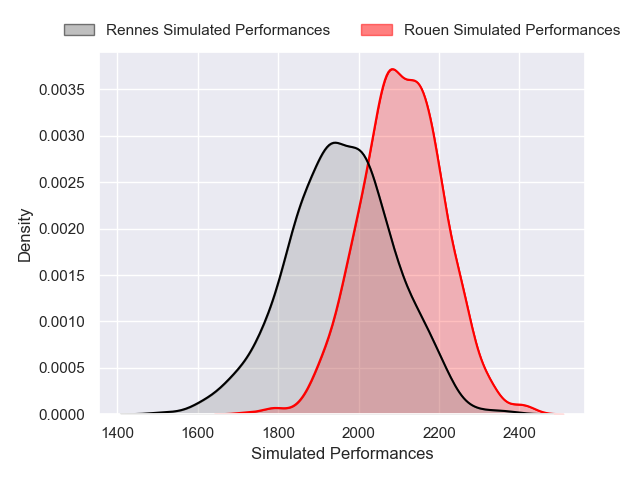 Rennes Simulated Performances
Rouen Simulated Performances
0.0035
0.0030
0.0025
0.0020
0.0015
0.0010
0.0005
0.0000
Density
1400 1600 1800 2000 2200 2400
Simulated Performances